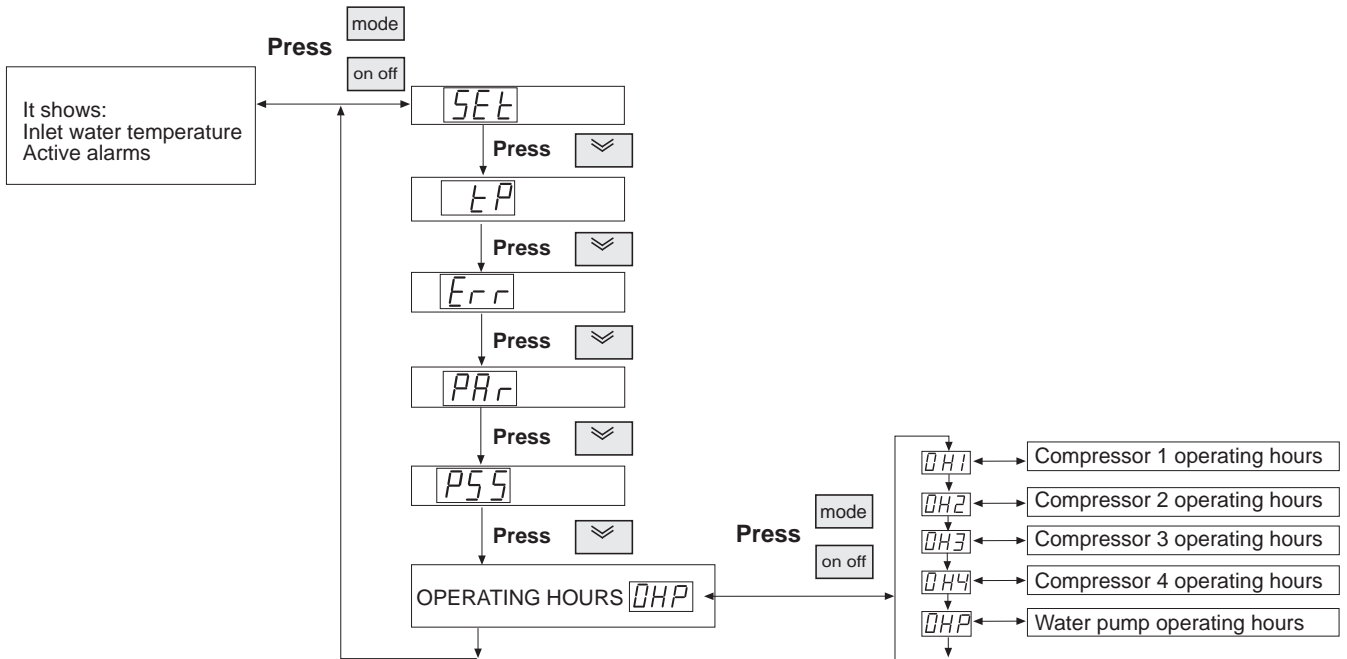 mode
Press
on off
It shows:
Inlet water temperature
Active alarms
SEt
Press
tP
Press
Err
Press
PAr
Press
PSS
Press
OPERATING HOURS OHP
Press
mode
on off
OH1 Compressor 1 operating hours
OH2 Compressor 2 operating hours
OH3 Compressor 3 operating hours
OH4 Compressor 4 operating hours
OHP Water pump operating hours